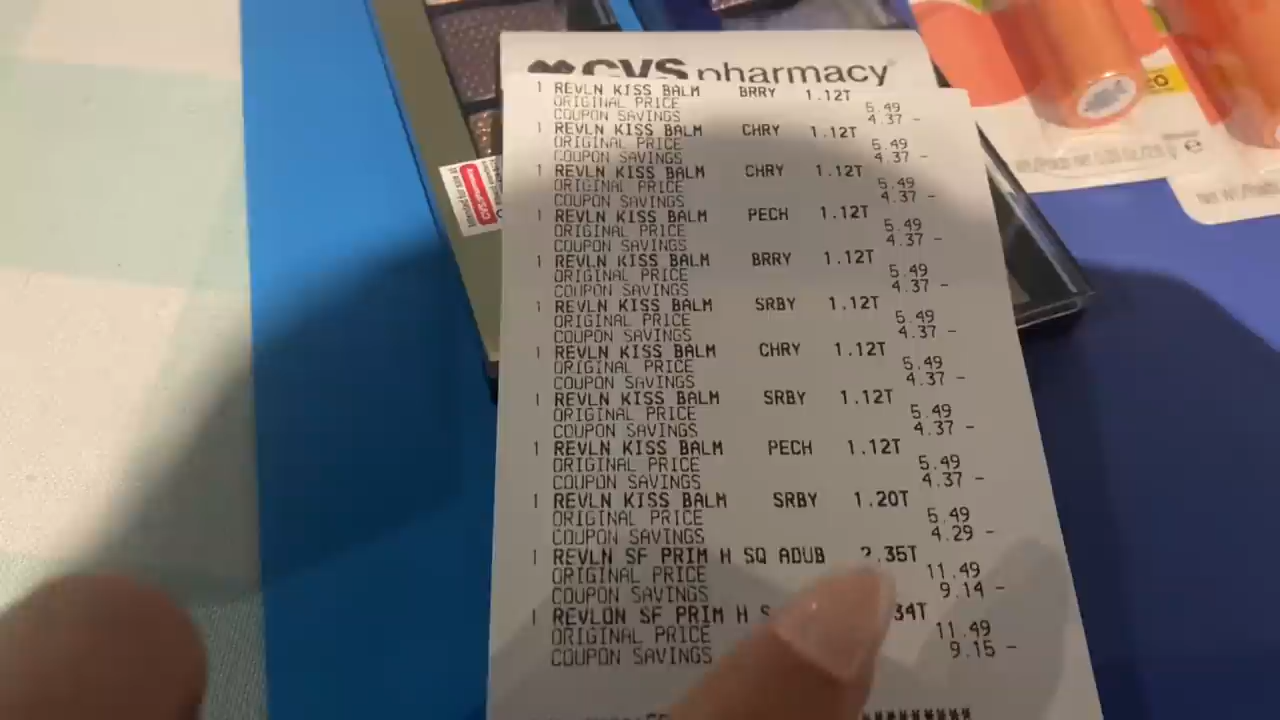 CVS pharmacy
1 REVLN KISS BALM BRRY 1.12T
ORIGINAL PRICE 5.49
COUPON SAVINGS 4.37 -
1 REVLN KISS BALM CHRY 1.12T
ORIGINAL PRICE 5.49
COUPON SAVINGS 4.37 -
1 REVLN KISS BALM CHRY 1.12T
ORIGINAL PRICE 5.49
COUPON SAVINGS 4.37 -
1 REVLN KISS BALM PECH 1.12T
ORIGINAL PRICE 5.49
COUPON SAVINGS 4.37 -
1 REVLN KISS BALM BRRY 1.12T
ORIGINAL PRICE 5.49
COUPON SAVINGS 4.37 -
1 REVLN KISS BALM SRBY 1.12T
ORIGINAL PRICE 5.49
COUPON SAVINGS 4.37 -
1 REVLN KISS BALM CHRY 1.12T
ORIGINAL PRICE 5.49
COUPON SAVINGS 4.37 -
1 REVLN KISS BALM SRBY 1.12T
ORIGINAL PRICE 5.49
COUPON SAVINGS 4.37 -
1 REVLN KISS BALM PECH 1.12T
ORIGINAL PRICE 5.49
COUPON SAVINGS 4.37 -
1 REVLN KISS BALM SRBY 1.20T
ORIGINAL PRICE 5.49
COUPON SAVINGS 4.29 -
1 REVLN SF PRIM H SQ ADUB 2.35T
ORIGINAL PRICE 11.49
COUPON SAVINGS 9.14 -
1 REVLON SF PRIM H S 34T
ORIGINAL PRICE 11.49
COUPON SAVINGS 9.15 -
CVS pharmacy